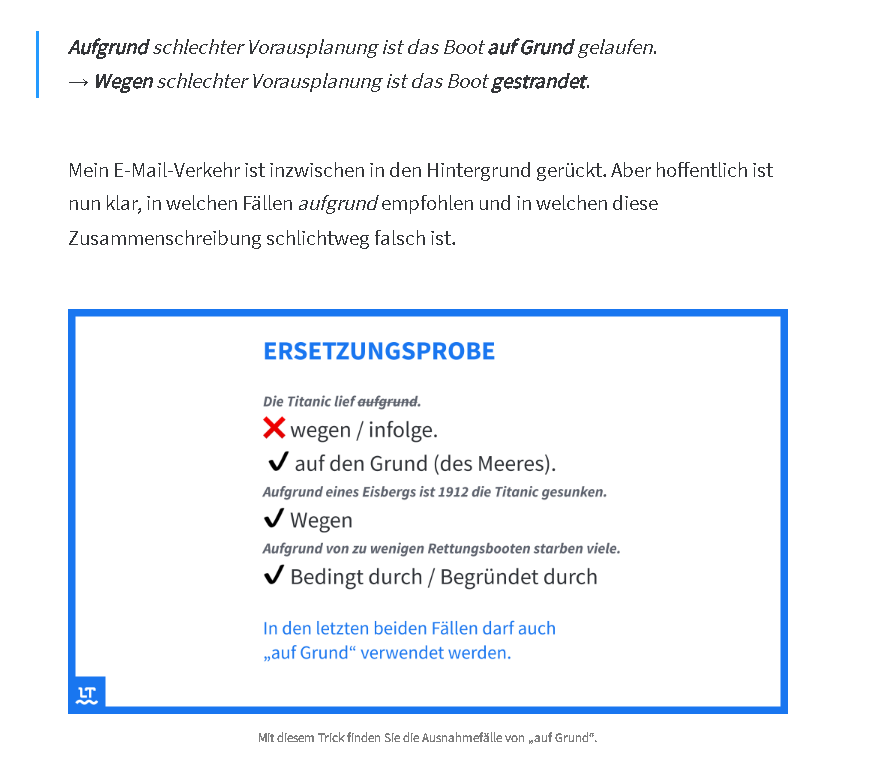 Aufgrund schlechter Vorausplanung ist das Boot auf Grund gelaufen.
→ Wegen schlechter Vorausplanung ist das Boot gestrandet.
Mein E-Mail-Verkehr ist inzwischen in den Hintergrund gerückt. Aber hoffentlich ist
nun klar, in welchen Fällen aufgrund empfohlen und in welchen diese
Zusammenschreibung schlichtweg falsch ist.
ERSETZUNGSPROBE
Die Titanic lief aufgrund.
❌ wegen / infolge.
✔ auf den Grund (des Meeres).
Aufgrund eines Eisbergs ist 1912 die Titanic gesunken.
✔ Wegen
Aufgrund von zu wenigen Rettungsbooten starben viele.
✔ Bedingt durch / Begründet durch
In den letzten beiden Fällen darf auch
„auf Grund“ verwendet werden.
LT
Mit diesem Trick finden Sie die Ausnahmefälle von „auf Grund“.